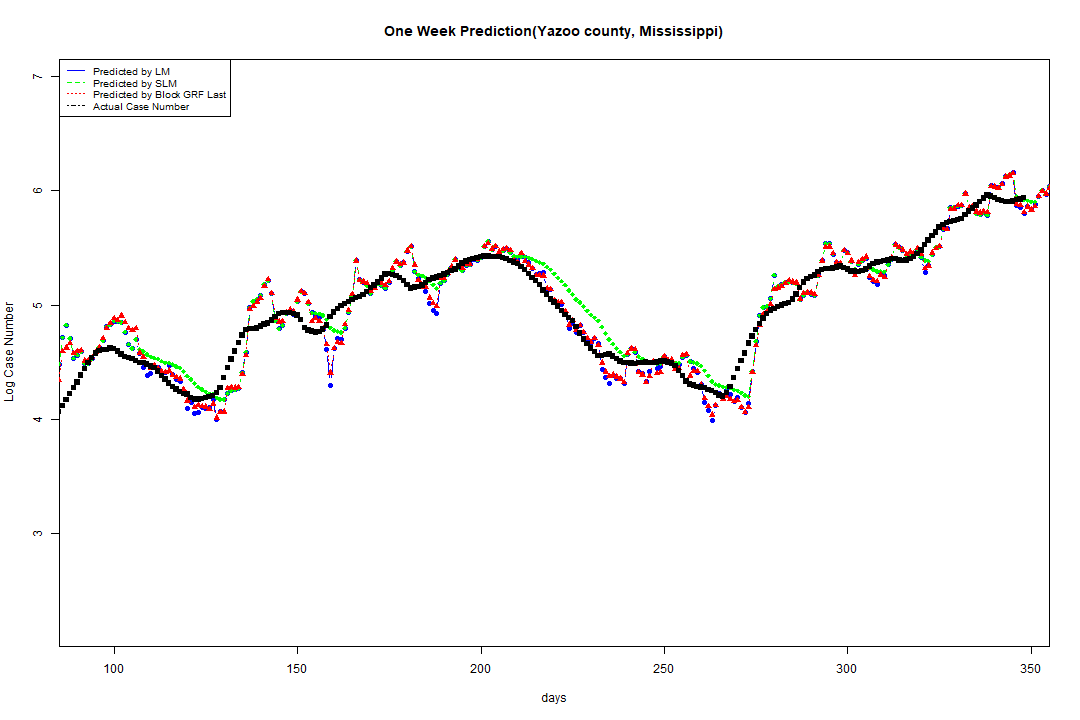 One Week Prediction(Yazoo county, Mississippi)
Predicted by LM
Predicted by SLM
Predicted by Block GRF Last
Actual Case Number
7
6
5
4
3
Log Case Number
100 150 200 250 300 350
days